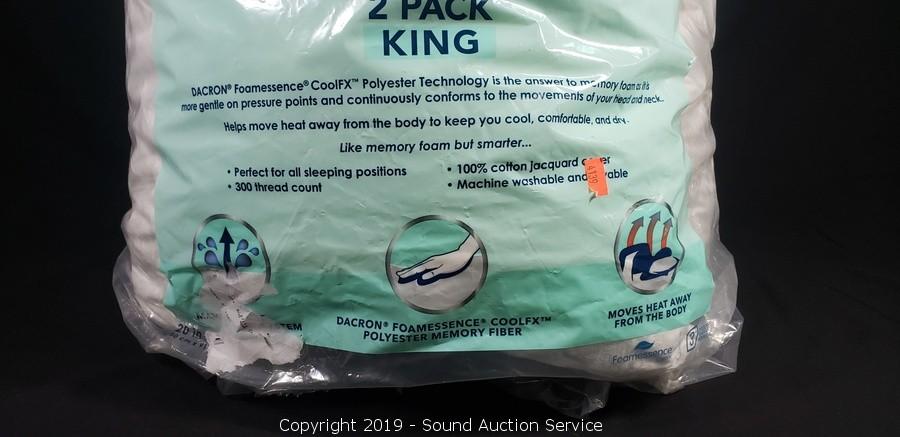 2 PACK
KING
DACRON® Foamessence® CoolFX™ Polyester Technology is the answer to memory foam as it's
more gentle on pressure points and continuously conforms to the movements of your head and neck.
Helps move heat away from the body to keep you cool, comfortable, and dry.
Like memory foam but smarter...
• Perfect for all sleeping positions
• 300 thread count
• 100% cotton jacquard
• Machine washable and
4139
DACRON® FOAMESSENCE® COOLFX™
POLYESTER MEMORY FIBER
MOVES HEAT AWAY
FROM THE BODY
20 in
Foamessence
Copyright 2019 - Sound Auction Service